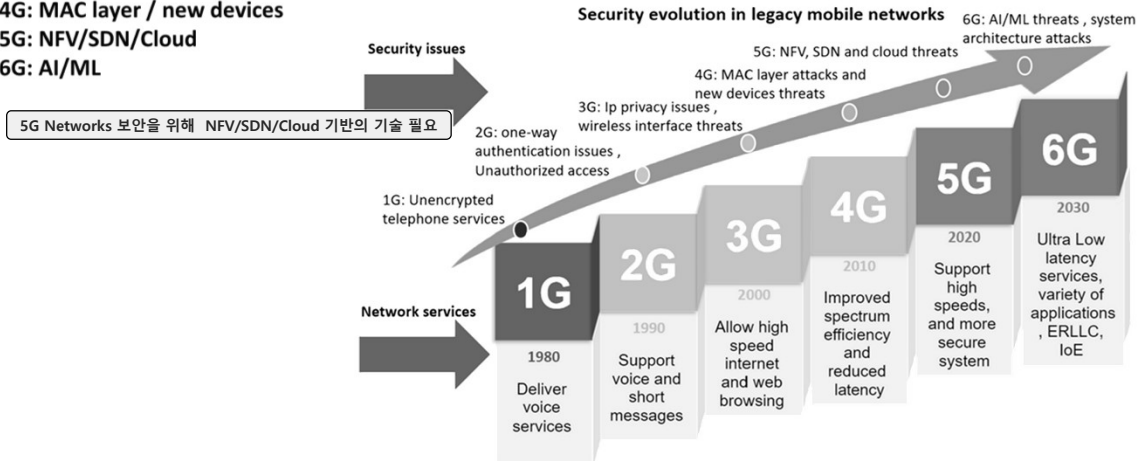 4G: MAC layer / new devices
5G: NFV/SDN/Cloud
6G: AI/ML
5G Networks 보안을 위해 NFV/SDN/Cloud 기반의 기술 필요
Security evolution in legacy mobile networks
Security issues
6G: AI/ML threats , system
architecture attacks
5G: NFV, SDN and cloud threats
4G: MAC layer attacks and
new devices threats
3G: Ip privacy issues ,
wireless interface threats
2G: one-way
authentication issues ,
Unauthorized access
1G: Unencrypted
telephone services
Network services
1G
1980
Deliver
voice
services
2G
1990
Support
voice and
short
messages
3G
2000
Allow high
speed
internet
and web
browsing
4G
2010
Improved
spectrum
efficiency
and
reduced
latency
5G
2020
Support
high
speeds,
and more
secure
system
6G
2030
Ultra Low
latency
services,
variety of
applications
, ERLLC,
IoE